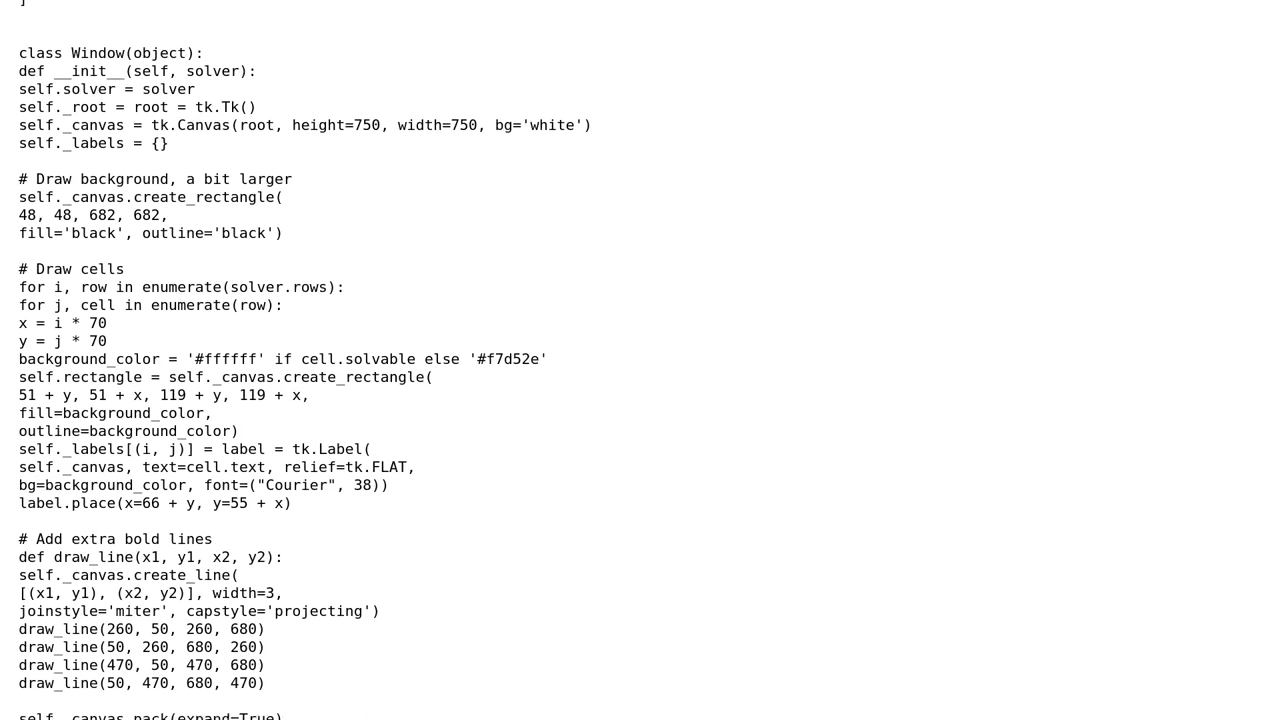 ]
class Window(object):
def __init__(self, solver):
self.solver = solver
self._root = root = tk.Tk()
self._canvas = tk.Canvas(root, height=750, width=750, bg='white')
self._labels = {}
# Draw background, a bit larger
self._canvas.create_rectangle(
48, 48, 682, 682,
fill='black', outline='black')
# Draw cells
for i, row in enumerate(solver.rows):
for j, cell in enumerate(row):
x = i * 70
y = j * 70
background_color = '#ffffff' if cell.solvable else '#f7d52e'
self.rectangle = self._canvas.create_rectangle(
51 + y, 51 + x, 119 + y, 119 + x,
fill=background_color,
outline=background_color)
self._labels[(i, j)] = label = tk.Label(
self._canvas, text=cell.text, relief=tk.FLAT,
bg=background_color, font=("Courier", 38))
label.place(x=66 + y, y=55 + x)
# Add extra bold lines
def draw_line(x1, y1, x2, y2):
self._canvas.create_line(
[(x1, y1), (x2, y2)], width=3,
joinstyle='miter', capstyle='projecting')
draw_line(260, 50, 260, 680)
draw_line(50, 260, 680, 260)
draw_line(470, 50, 470, 680)
draw_line(50, 470, 680, 470)
self._canvas.pack(expand=True)